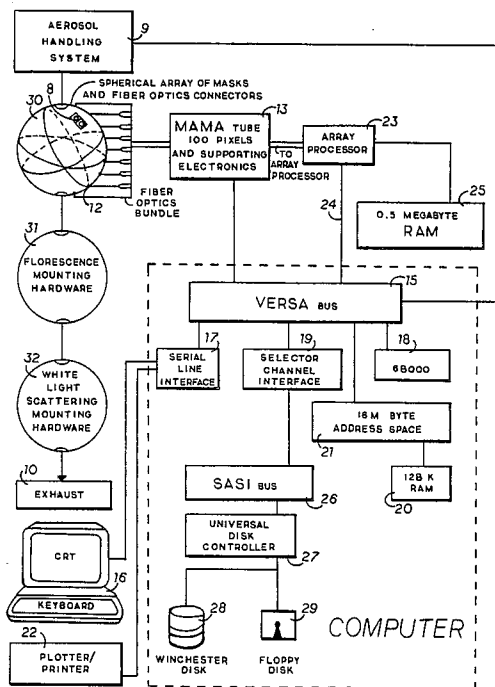 AEROSOL
HANDLING
SYSTEM
9
SPHERICAL ARRAY OF MASKS
AND FIBER OPTICS CONNECTORS
8
30
12
FIBER
OPTICS
BUNDLE
13
MAMA TUBE
100 PIXELS
AND SUPPORTING
ELECTRONICS
TO
ARRAY
PROCESSOR
23
ARRAY
PROCESSOR
24
25
0.5 MEGABYTE
RAM
31
FLORESCENCE
MOUNTING
HARDWARE
32
WHITE
LIGHT
SCATTERING
MOUNTING
HARDWARE
10
EXHAUST
15
VERSA BUS
17
SERIAL
LINE
INTERFACE
19
SELECTOR
CHANNEL
INTERFACE
18
68000
16 M BYTE
ADDRESS SPACE
21
128 K
RAM
20
SASI BUS
26
UNIVERSAL
DISK
CONTROLLER
27
28
WINCHESTER
DISK
29
FLOPPY
DISK
COMPUTER
CRT
16
KEYBOARD
22
PLOTTER/
PRINTER